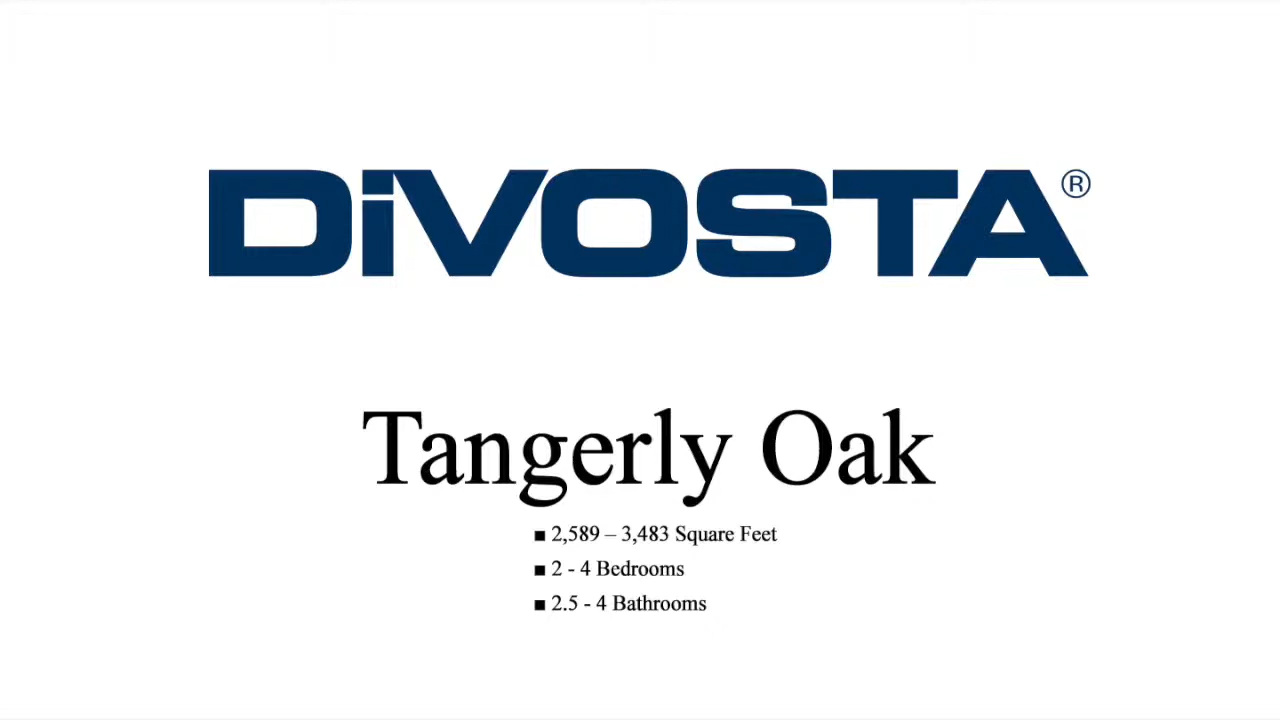 DiVOSTA®
Tangerly Oak
■ 2,589 – 3,483 Square Feet
■ 2 - 4 Bedrooms
■ 2.5 - 4 Bathrooms